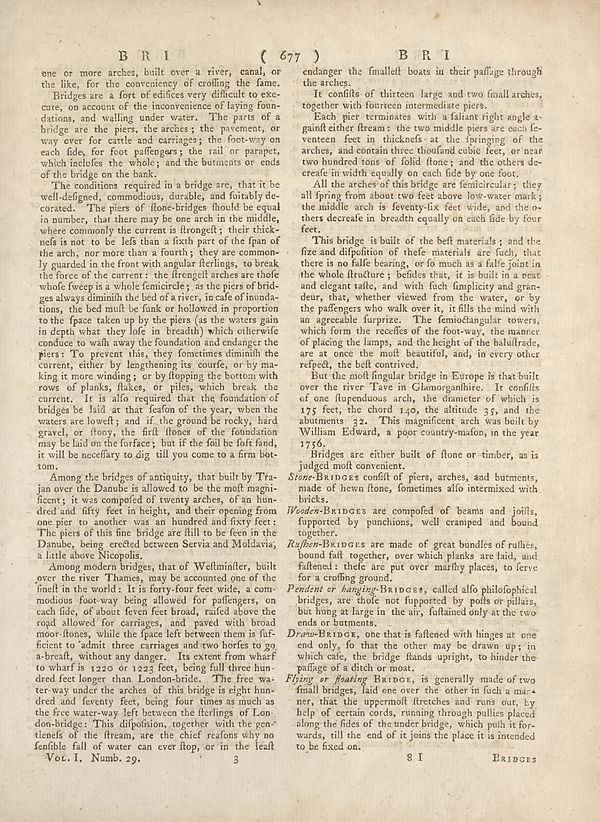 B R I ( 677 ) B R I
one or more arches, built over a river, canal, or
the like, for the conveniency of croſſing the ſame.
Bridges are a ſort of edifices very difficult to exe-
cute, on account of the inconvenience of laying foun-
dations, and walling under water. The parts of a
bridge are the piers, the arches; the pavement, or
way over for cattle and carriages; the foot-way on
each ſide, for foot paſſengers; the rail or parapet,
which incloſes the whole; and the butments or ends
of the bridge on the bank.
The conditions required in a bridge are, that it be
well-deſigned, commodious, durable, and ſuitably de-
corated. The piers of ſtone-bridges ſhould be equal
in number, that there may be one arch in the middle,
where commonly the current is ſtrongeſt; their thick-
neſs is not to be leſs than a ſixth part of the ſpan of
the arch, nor more than a fourth; they are common-
ly guarded in the front with angular ſterlings, to break
the force of the current: the ſtrongeſt arches are thoſe
whoſe ſweep is a whole ſemicircle; as the piers of brid-
ges always diminiſh the bed of a river, in caſe of inunda-
tions, the bed muſt be ſunk or hollowed in proportion
to the ſpace taken up by the piers (as the waters gain
in depth what they loſe in breadth) which otherwiſe
conduce to waſh away the foundation and endanger the
piers: To prevent this, they ſometimes diminiſh the
current, either by lengthening its courſe, or by ma-
king it more winding; or by ſtopping the bottom with
rows of planks, ſtakes, or piles, which break the
current. It is alſo required that the foundation of
bridges be laid at that ſeaſon of the year, when the
waters are loweſt; and if the ground be rocky, hard
gravel, or ſtony, the firſt ſtones of the foundation
may be laid on the ſurface; but if the ſoil be ſoft ſand,
it will be neceſſary to dig till you come to a firm bot-
tom.
Among the bridges of antiquity, that built by Tra-
jan over the Danube is allowed to be the moſt magni-
ficent; it was compoſed of twenty arches, of an hun-
dred and fifty feet in height, and their opening from
one pier to another was an hundred and ſixty feet:
The piers of this fine bridge are ſtill to be ſeen in the
Danube, being erected between Servia and Moldavia,
a little above Nicopolis.
Among modern bridges, that of Weſtminſter, built
over the river Thames, may be accounted one of the
fineſt in the world: It is forty-four feet wide, a com-
modious foot-way being allowed for paſſengers, on
each ſide, of about ſeven feet broad, raiſed above the
road allowed for carriages, and paved with broad
moor-ſtones, while the ſpace left between them is ſuf-
ficient to admit three carriages and two horſes to go
a-breaſt, without any danger. Its extent from wharf
to wharf is 1220 or 1223 feet, being full three hun-
dred feet longer than London-bridge. The free wa-
ter-way under the arches of this bridge is eight hun-
dred and ſeventy feet, being four times as much as
the free water-way left between the ſterlings of Lon-
don-bridge: This diſpoſition, together with the gen-
tleneſs of the ſtream, are the chief reaſons why no
ſenſible fall of water can ever ſtop, or in the leaſt
VOL. I. Numb. 29. 3
endanger the ſmalleſt boats in their paſſage through
the arches.
It conſiſts of thirteen large and two ſmall arches,
together with fourteen intermediate piers.
Each pier terminates with a ſaliant right angle a-
gainſt either ſtream: the two middle piers are each ſe-
venteen feet in thickneſs at the ſpringing of the
arches, and contain three thouſand cubic feet, or near
two hundred tons of ſolid ſtone; and the others de-
creaſe in width equally on each ſide by one foot.
All the arches of this bridge are ſemicircular; they
all ſpring from about two feet above low-water mark;
the middle arch is ſeventy-ſix feet wide, and the o-
thers decreaſe in breadth equally on each ſide by four
feet.
This bridge is built of the beſt materials; and the
ſize and diſpoſition of theſe materials are ſuch, that
there is no falſe bearing, or ſo much as a falſe joint in
the whole ſtructure; beſides that, it is built in a neat
and elegant taſte, and with ſuch ſimplicity and gran-
deur, that, whether viewed from the water, or by
the paſſengers who walk over it, it fills the mind with
an agreeable ſurprize. The ſemioctangular towers,
which form the receſſes of the foot-way, the manner
of placing the lamps, and the height of the baluſtrade,
are at once the moſt beautiful, and, in every other
reſpect, the beſt contrived.
But the moſt ſingular bridge in Europe is that built
over the river Tave in Glamorganſhire. It conſiſts
of one ſtupenduous arch, the diameter of which is
175 feet, the chord 140, the altitude 35, and the
abutments 32. This magnificent arch was built by
William Edward, a poor country-maſon, in the year
1756.
Bridges are either built of ſtone or timber, as is
judged moſt convenient.
Stone-BRIDGES conſiſt of piers, arches, and butments,
made of hewn ſtone, ſometimes alſo intermixed with
bricks.
Wooden-BRIDGES are compoſed of beams and joiſts,
ſupported by punchions, well cramped and bound
together.
Ruſhen-BRIDGES are made of great bundles of ruſhes,
bound faſt together, over which planks are laid, and
faſtened: theſe are put over marſhy places, to ſerve
for a croſſing ground.
Pendent or hanging-BRIDGES, called alſo philoſophical
bridges, are thoſe not ſupported by poſts or pillars,
but hung at large in the air, ſuſtained only at the two
ends or butments.
Draw-BRIDGE, one that is faſtened with hinges at one
end only, ſo that the other may be drawn up; in
which caſe, the bridge ſtands upright, to hinder the
paſſage of a ditch or moat.
Flying or floating BRIDGE, is generally made of two
ſmall bridges, laid one over the other in ſuch a man-
ner, that the uppermoſt ſtretches and runs out, by
help of certain cords, running through pullies placed
along the ſides of the under bridge, which puſh it for-
wards, till the end of it joins the place it is intended
to be fixed on.
8 I BRIDGES